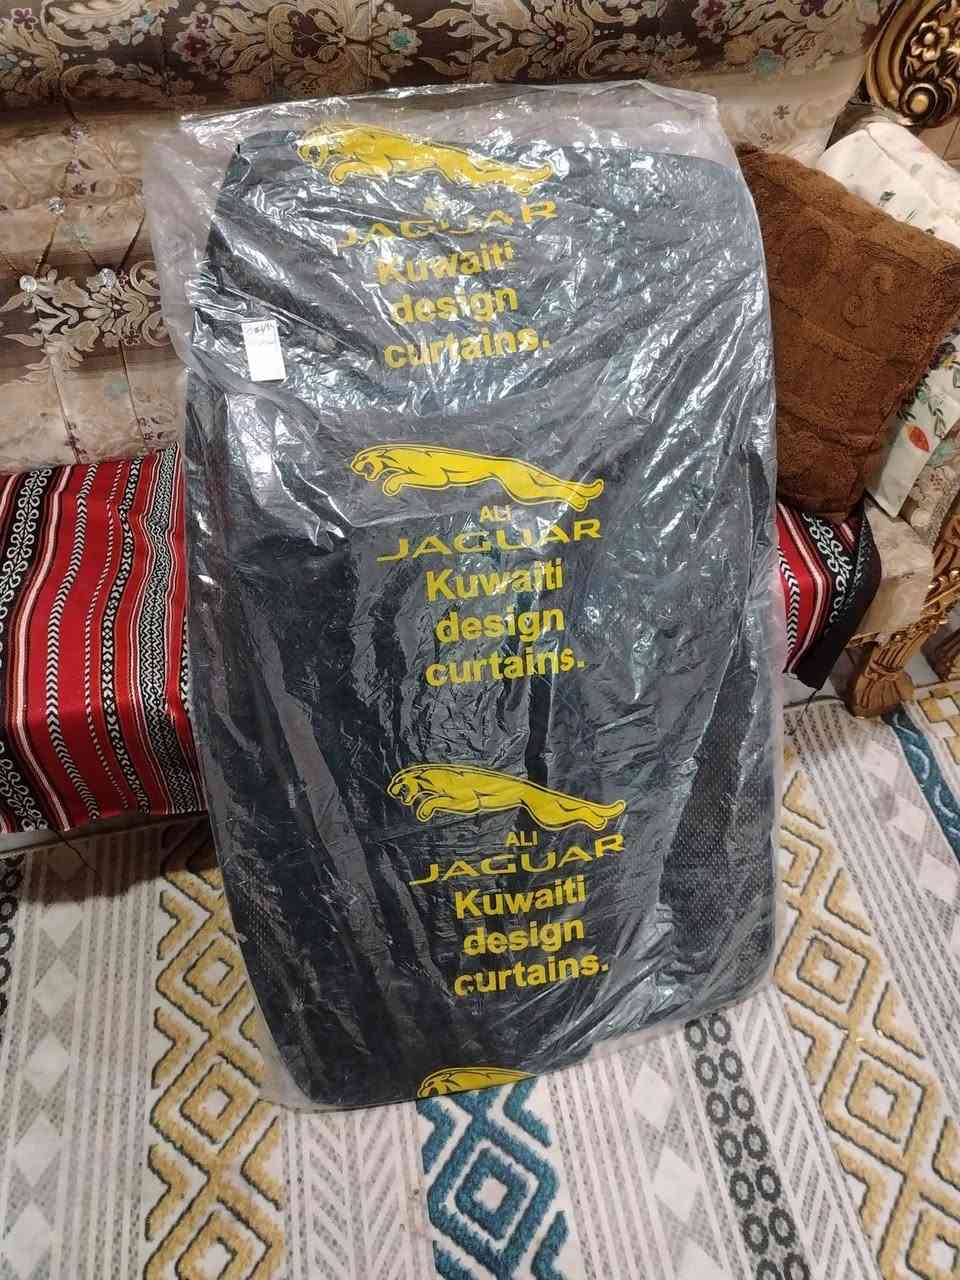 JAGUAR
Kuwaiti
design
curtains.
ALI
JAGUAR
Kuwaiti
design
curtains.
ALI
JAGUAR
Kuwaiti
design
curtains.